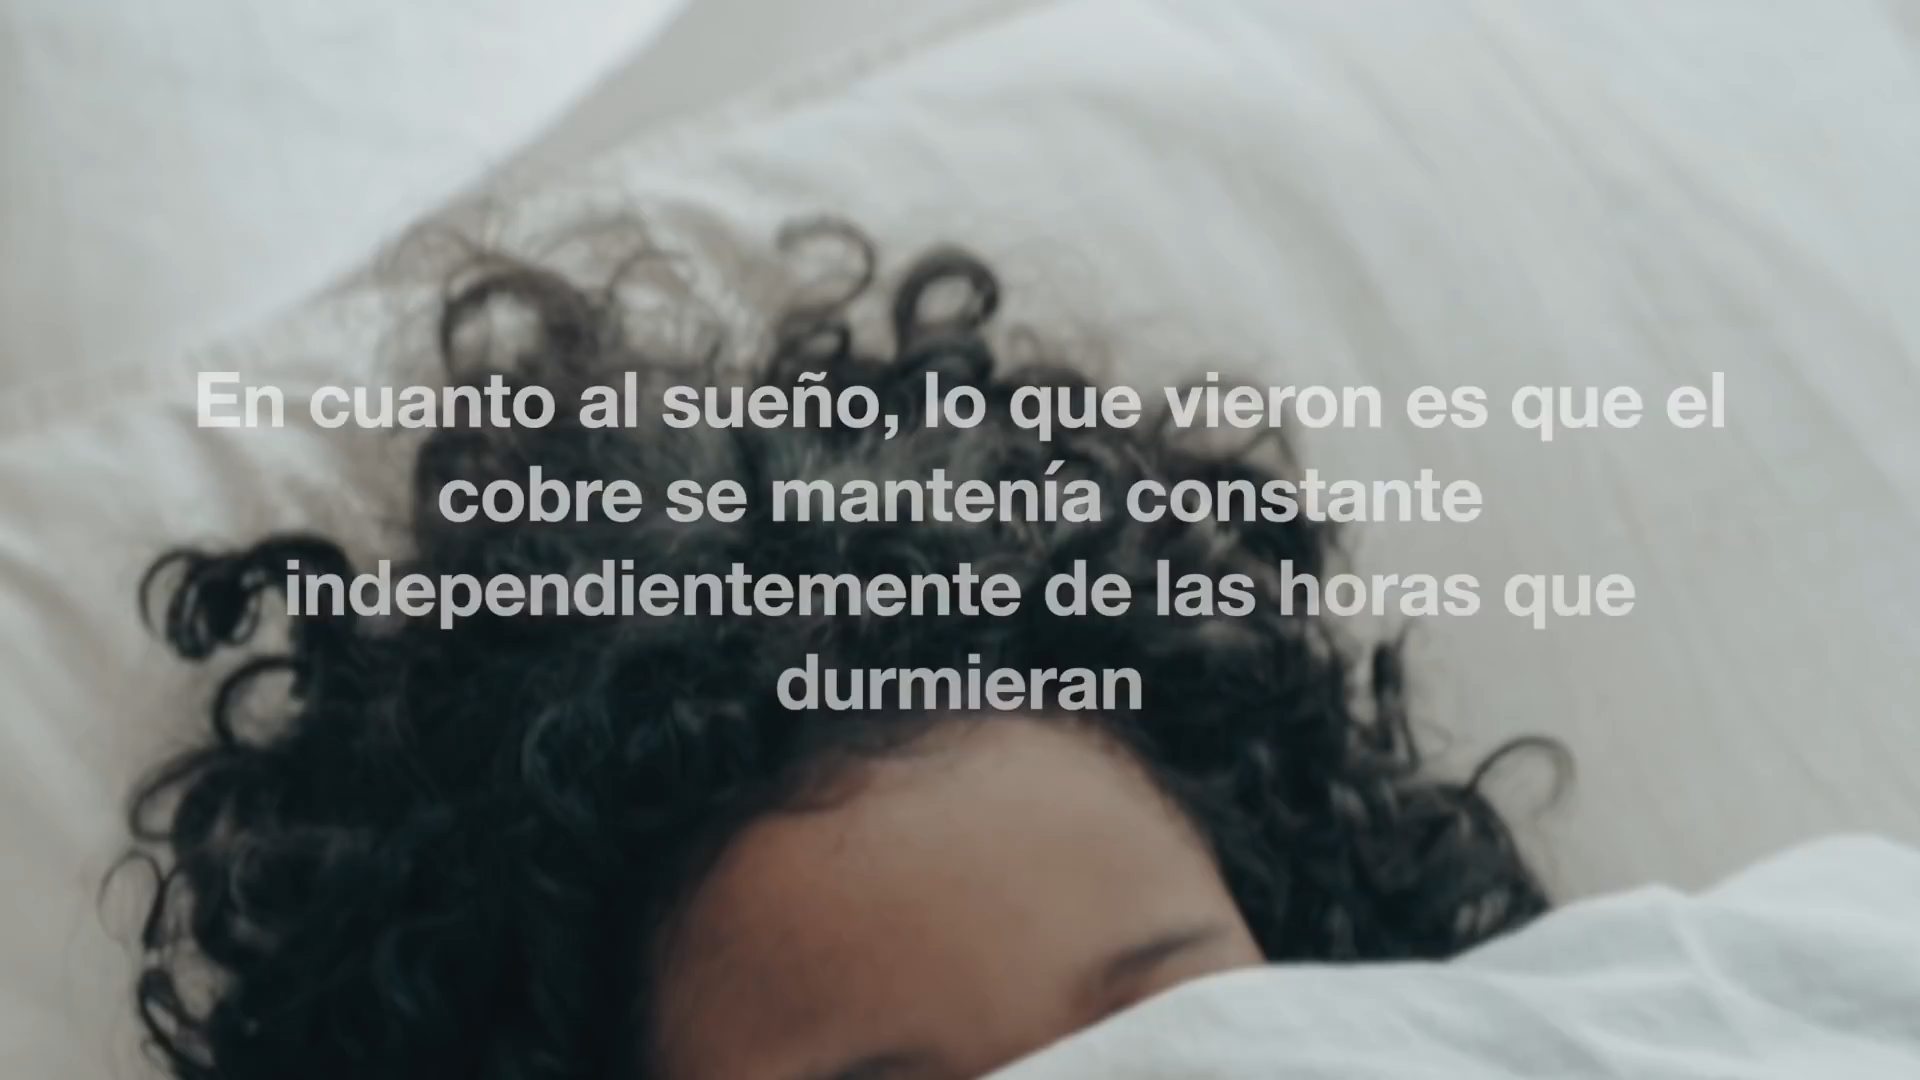 En cuanto al sueño, lo que vieron es que el
cobre se mantenía constante
independientemente de las horas que
durmieran